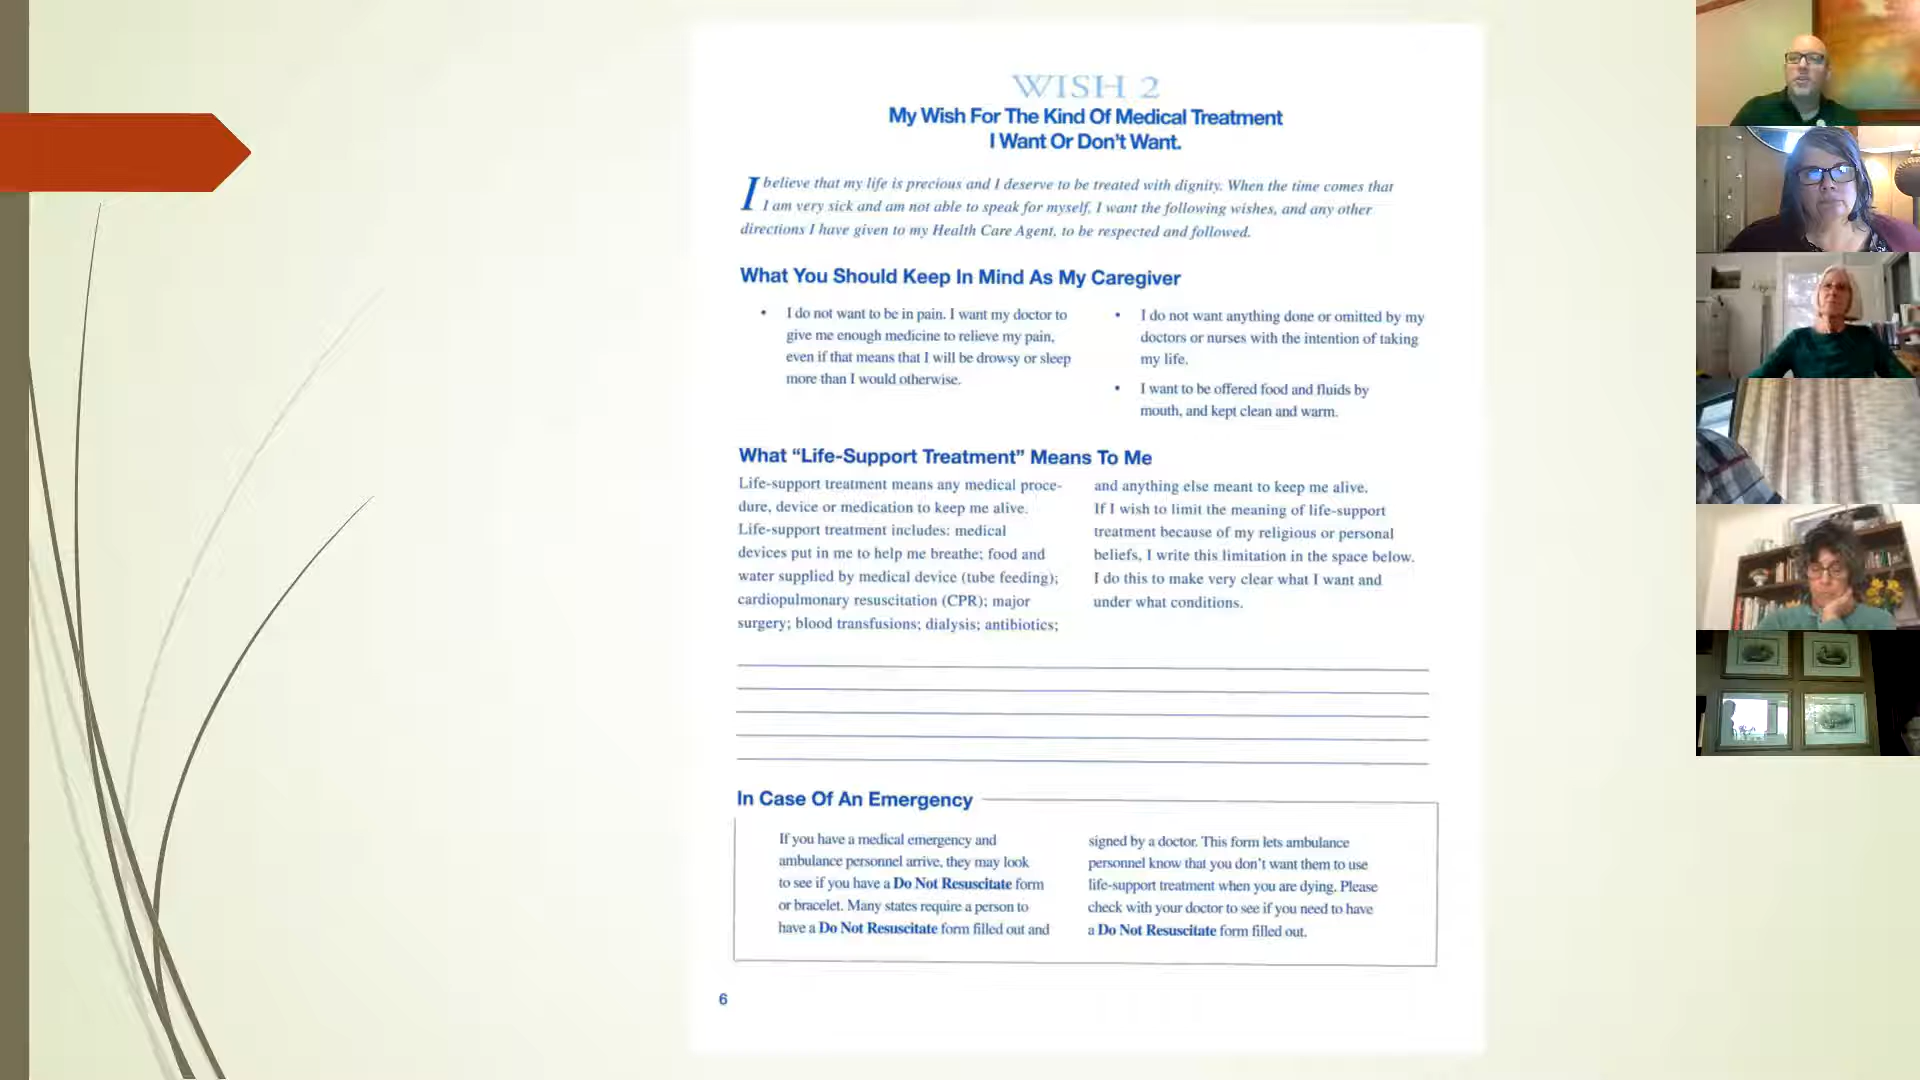 WISH 2
My Wish For The Kind Of Medical Treatment
I Want Or Don't Want.
I believe that my life is precious and I deserve to be treated with dignity. When the time comes that
I am very sick and am not able to speak for myself, I want the following wishes, and any other
directions I have given to my Health Care Agent, to be respected and followed.
What You Should Keep In Mind As My Caregiver
• I do not want to be in pain. I want my doctor to
give me enough medicine to relieve my pain,
even if that means that I will be drowsy or sleep
more than I would otherwise.
• I do not want anything done or omitted by my
doctors or nurses with the intention of taking
my life.
• I want to be offered food and fluids by
mouth, and kept clean and warm.
What “Life-Support Treatment” Means To Me
Life-support treatment means any medical proce-
dure, device or medication to keep me alive.
Life-support treatment includes: medical
devices put in me to help me breathe; food and
water supplied by medical device (tube feeding);
cardiopulmonary resuscitation (CPR); major
surgery; blood transfusions; dialysis; antibiotics;
and anything else meant to keep me alive.
If I wish to limit the meaning of life-support
treatment because of my religious or personal
beliefs, I write this limitation in the space below.
I do this to make very clear what I want and
under what conditions.
In Case Of An Emergency
If you have a medical emergency and
ambulance personnel arrive, they may look
to see if you have a Do Not Resuscitate form
or bracelet. Many states require a person to
have a Do Not Resuscitate form filled out and
signed by a doctor. This form lets ambulance
personnel know that you don't want them to use
life-support treatment when you are dying. Please
check with your doctor to see if you need to have
a Do Not Resuscitate form filled out.
6